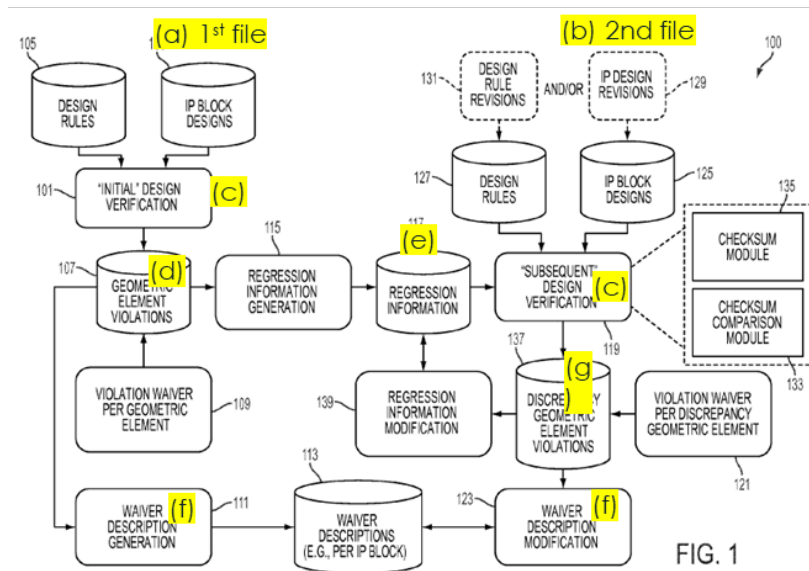 (a) 1st file
(b) 2nd file
100
105
1
DESIGN
RULES
IP BLOCK
DESIGNS
131
DESIGN
RULE
REVISIONS
AND/OR
IP DESIGN
REVISIONS
129
127
DESIGN
RULES
IP BLOCK
DESIGNS
125
101
"INITIAL" DESIGN
VERIFICATION
(c)
135
CHECKSUM
MODULE
CHECKSUM
COMPARISON
MODULE
133
107
(d)
GEOMETRIC
ELEMENT
VIOLATIONS
115
REGRESSION
INFORMATION
GENERATION
117
(e)
REGRESSION
INFORMATION
"SUBSEQUENT"
DESIGN
VERIFICATION
(c)
119
VIOLATION WAIVER
PER GEOMETRIC
ELEMENT
109
139
REGRESSION
INFORMATION
MODIFICATION
137
(g
)
DISCREPANCY
GEOMETRIC
ELEMENT
VIOLATIONS
VIOLATION WAIVER
PER DISCREPANCY
GEOMETRIC ELEMENT
121
WAIVER
DESCRIPTION
GENERATION
(f)
111
113
WAIVER
DESCRIPTIONS
(E.G., PER IP BLOCK)
123
WAIVER
DESCRIPTION
MODIFICATION
(f)
FIG. 1